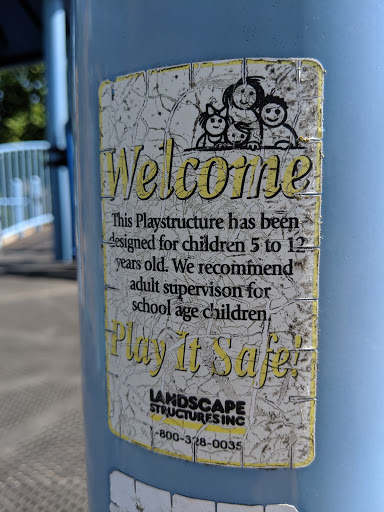 Welcome
This Playstructure has been
designed for children 5 to 12
years old. We recommend
adult supervison for
school age children.
Play It Safe!
LANDSCAPE
STRUCTURES INC
1-800-328-0035